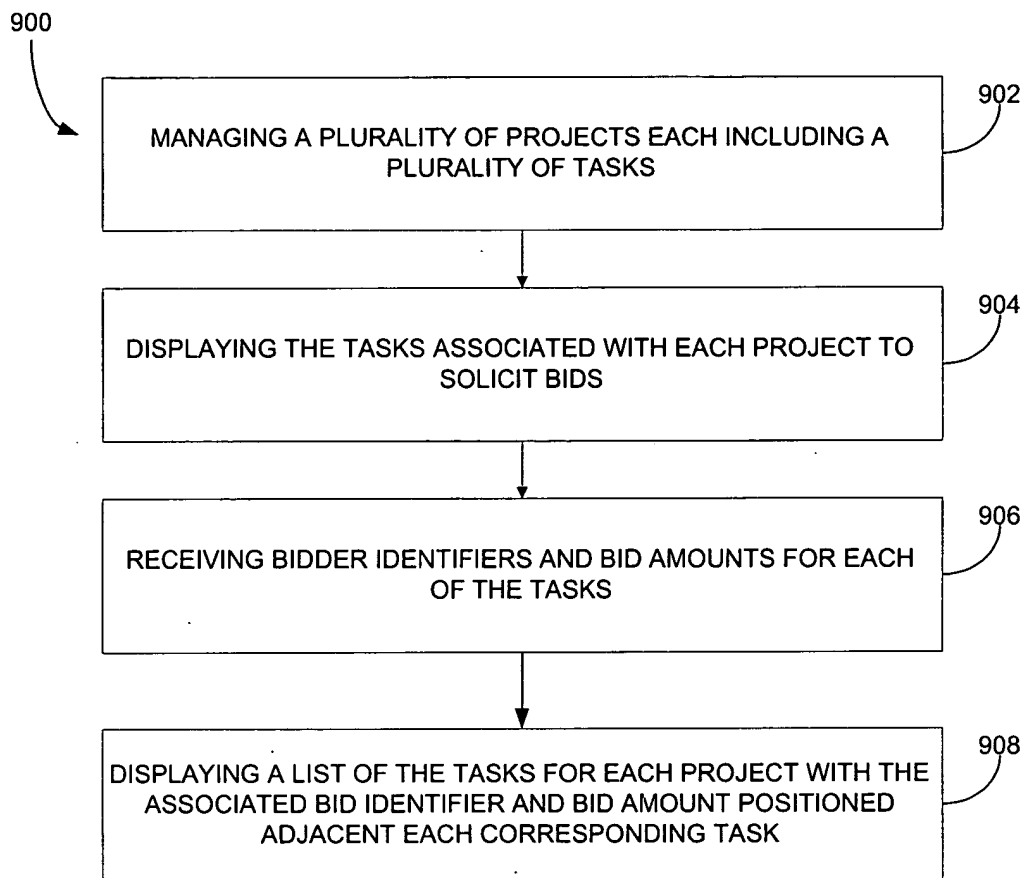 900
902
MANAGING A PLURALITY OF PROJECTS EACH INCLUDING A
PLURALITY OF TASKS
904
DISPLAYING THE TASKS ASSOCIATED WITH EACH PROJECT TO
SOLICIT BIDS
906
RECEIVING BIDDER IDENTIFIERS AND BID AMOUNTS FOR EACH
OF THE TASKS
908
DISPLAYING A LIST OF THE TASKS FOR EACH PROJECT WITH THE
ASSOCIATED BID IDENTIFIER AND BID AMOUNT POSITIONED
ADJACENT EACH CORRESPONDING TASK